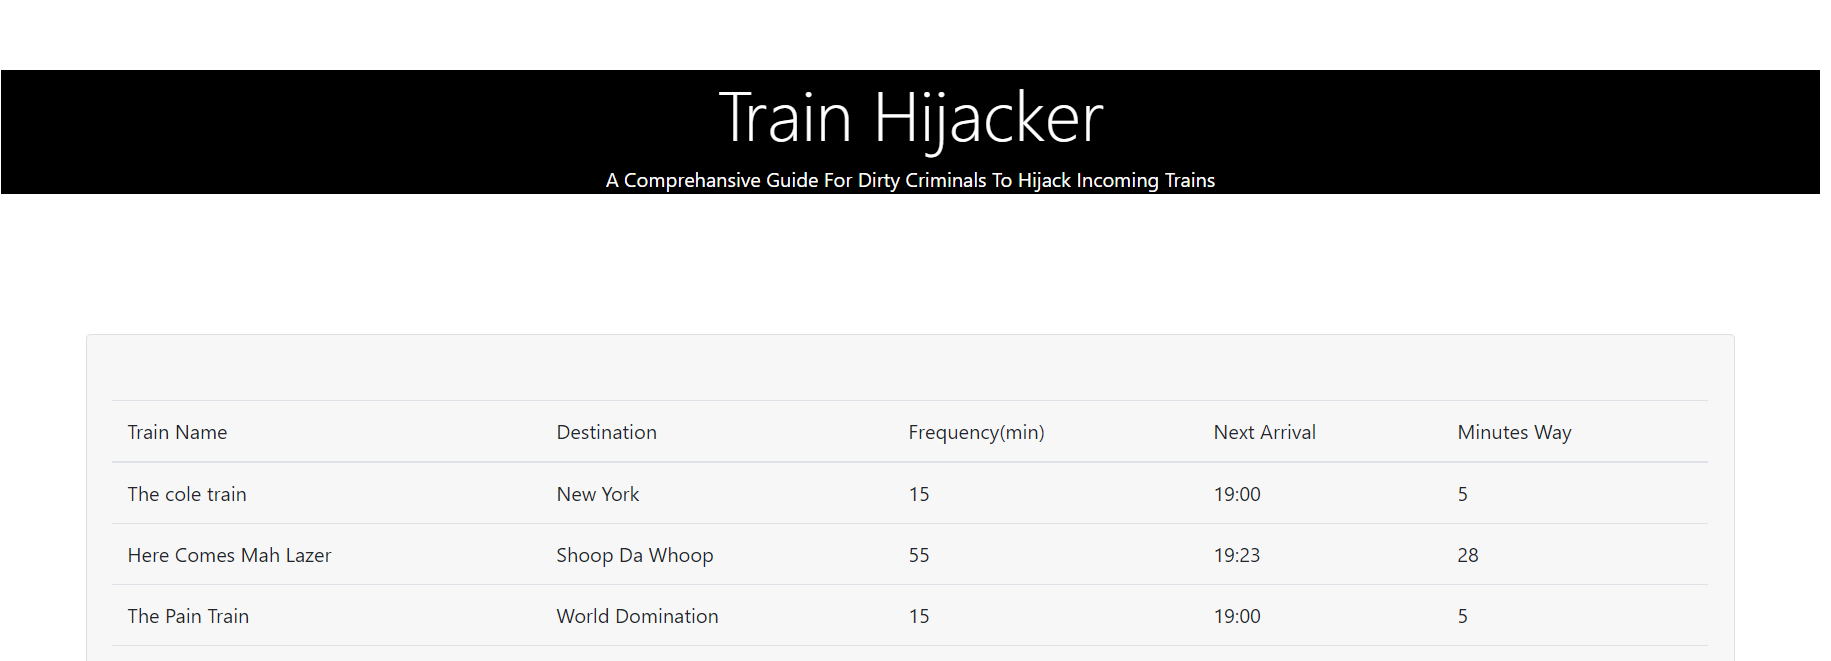 Train Hijacker
A Comprehansive Guide For Dirty Criminals To Hijack Incoming Trains
Train Name Destination Frequency(min) Next Arrival Minutes Way
The cole train New York 15 19:00 5
Here Comes Mah Lazer Shoop Da Whoop 55 19:23 28
The Pain Train World Domination 15 19:00 5